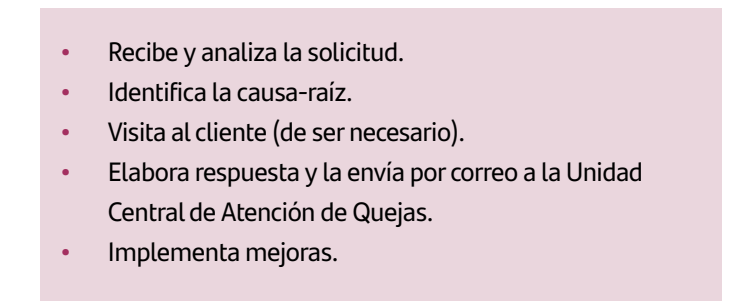 • Recibe y analiza la solicitud.
• Identifica la causa-raíz.
• Visita al cliente (de ser necesario).
• Elabora respuesta y la envía por correo a la Unidad
Central de Atención de Quejas.
• Implementa mejoras.